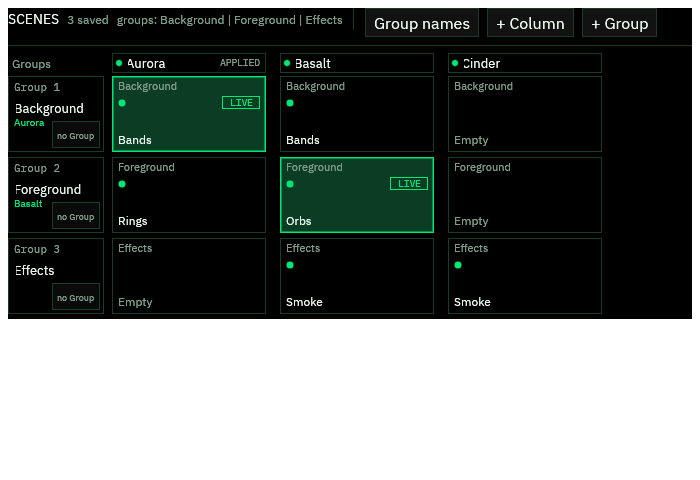 SCENES 3 saved groups: Background | Foreground | Effects Group names + Column + Group
Groups Aurora APPLIED Basalt Cinder
Group 1
Background
Aurora
no Group
Background
LIVE
Bands
Background
Bands
Background
Empty
Group 2
Foreground
Basalt
no Group
Foreground
Rings
Foreground
LIVE
Orbs
Foreground
Empty
Group 3
Effects
no Group
Effects
Empty
Effects
Smoke
Effects
Smoke